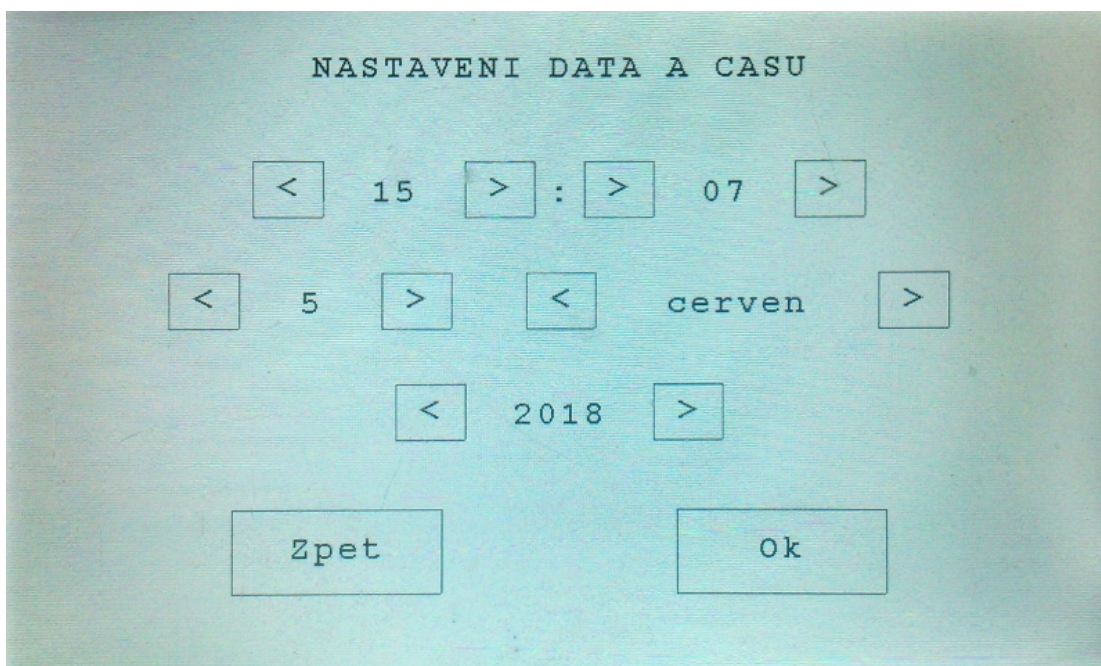 NASTAVENI DATA A CASU
< 15 > : > 07 >
< 5 > < cerven >
< 2018 >
Zpet Ok